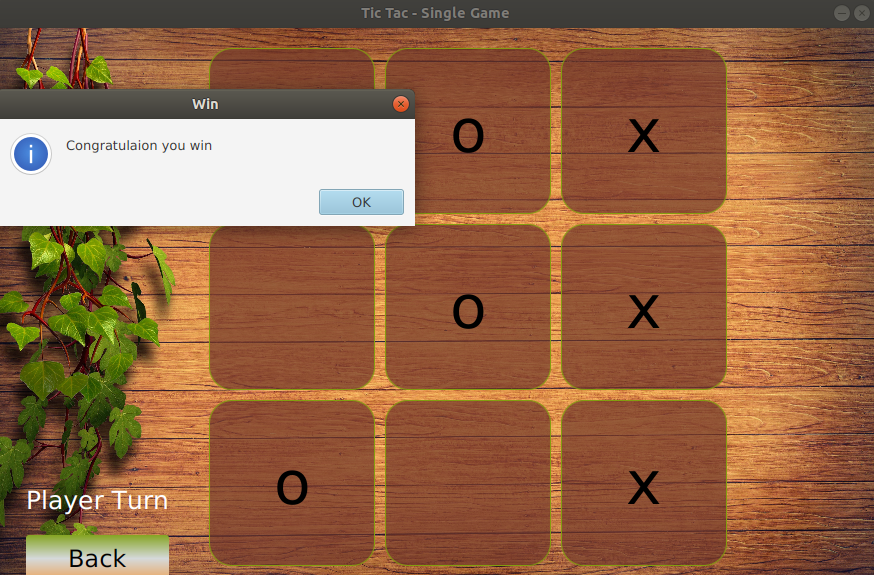 Tic Tac - Single Game
Win
Congratulaion you win
OK
o x
o x
o x
Player Turn
Back